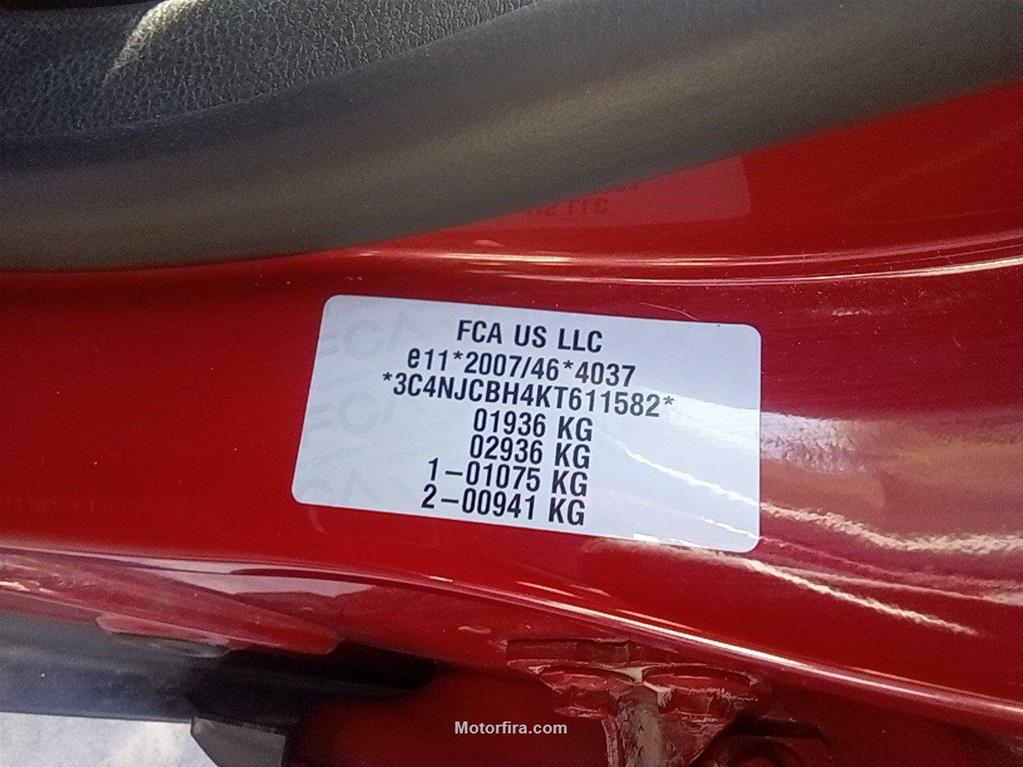 FCA US LLC
e11*2007/46*4037
*3C4NJCBH4KT611582*
01936 KG
02936 KG
1-01075 KG
2-00941 KG
Motorfira.com